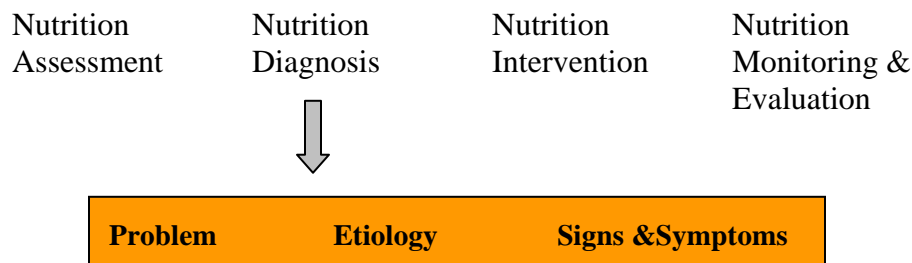 Nutrition Assessment
Nutrition Diagnosis
Nutrition Intervention
Nutrition Monitoring & Evaluation
Problem Etiology Signs &Symptoms